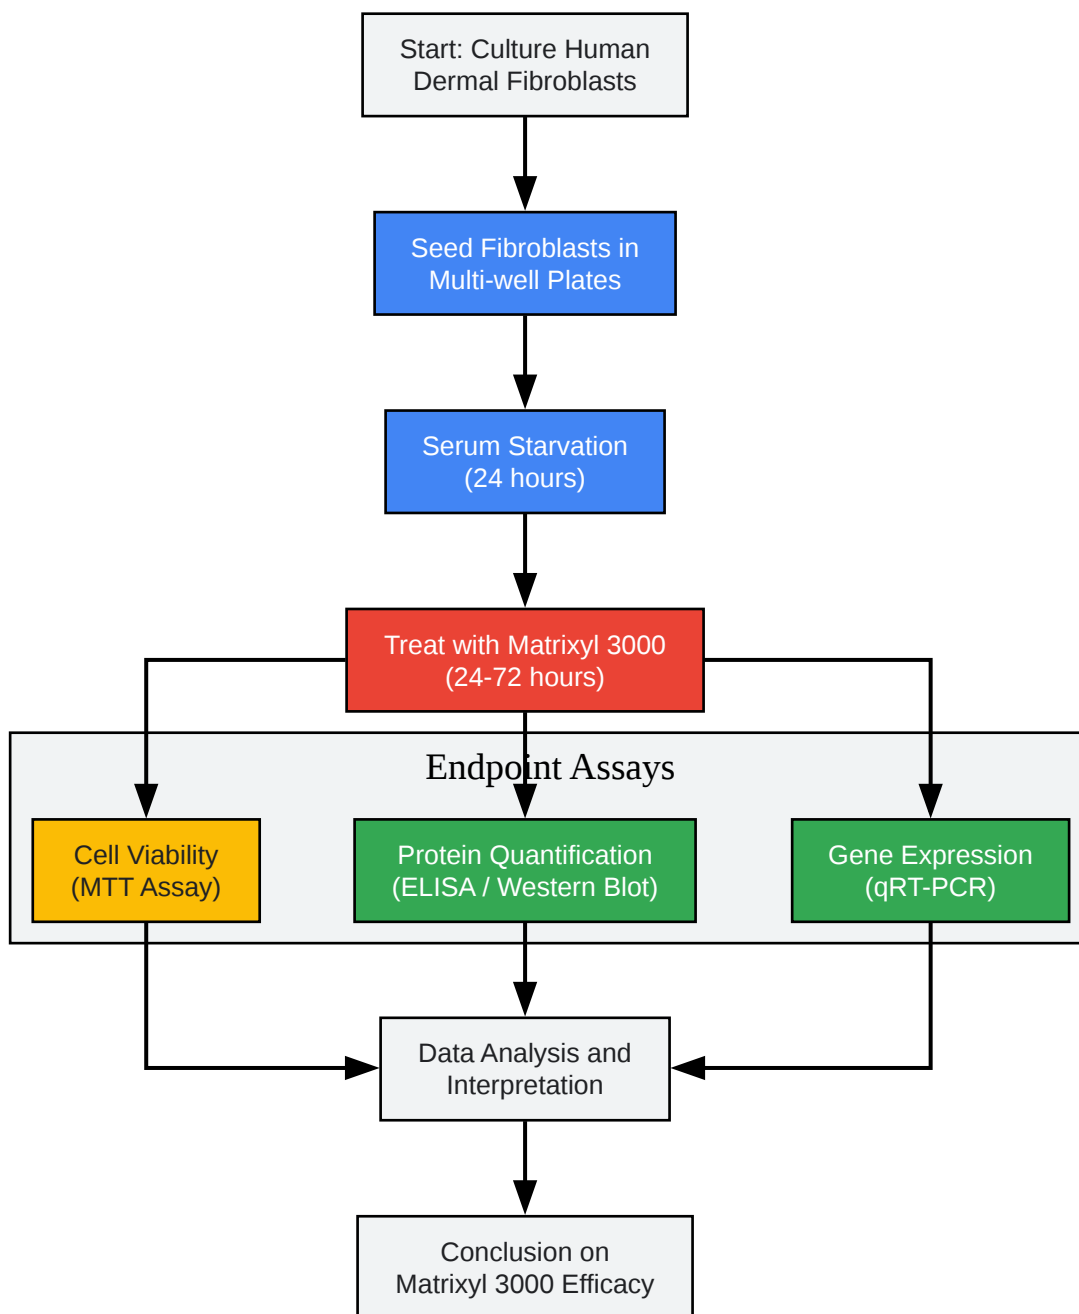 Start: Culture Human
Dermal Fibroblasts
Seed Fibroblasts in
Multi-well Plates
Serum Starvation
(24 hours)
Treat with Matrixyl 3000
(24-72 hours)
Endpoint Assays
Cell Viability
(MTT Assay)
Protein Quantification
(ELISA / Western Blot)
Gene Expression
(qRT-PCR)
Data Analysis and
Interpretation
Conclusion on
Matrixyl 3000 Efficacy